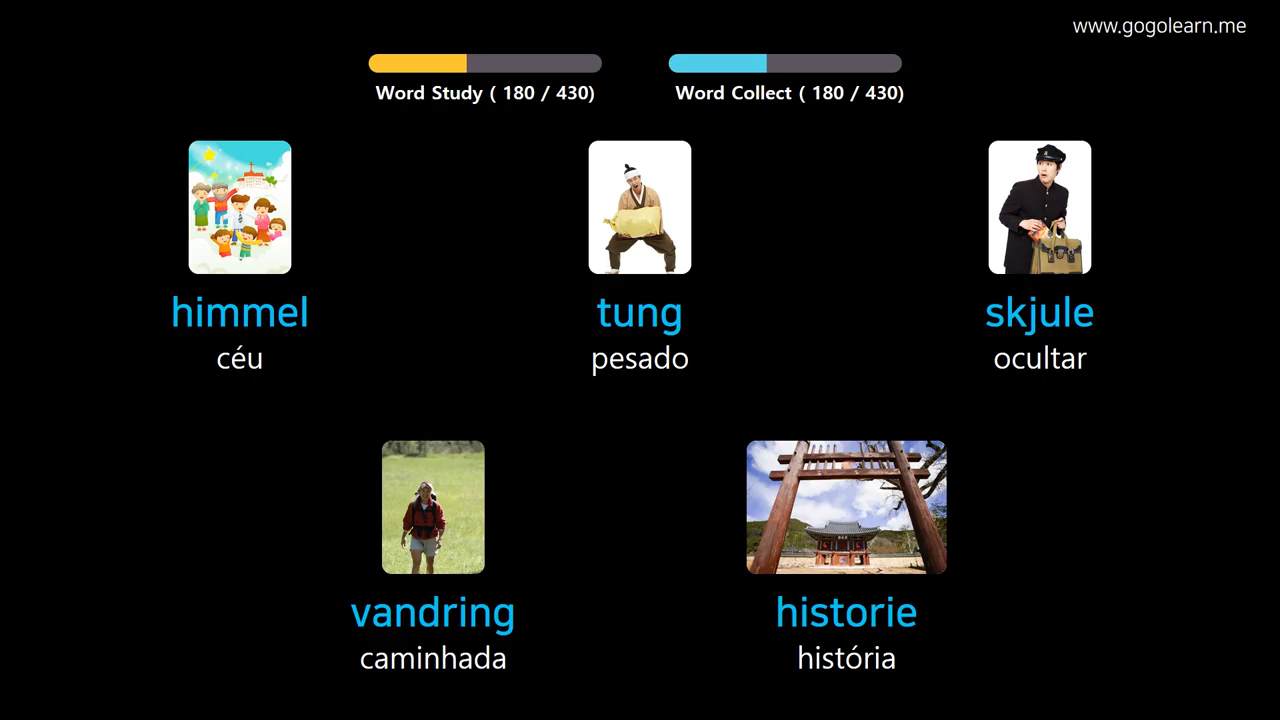 www.gogolearn.me
Word Study ( 180 / 430)
Word Collect ( 180 / 430)
himmel
céu
tung
pesado
skjule
ocultar
vandring
caminhada
historie
história